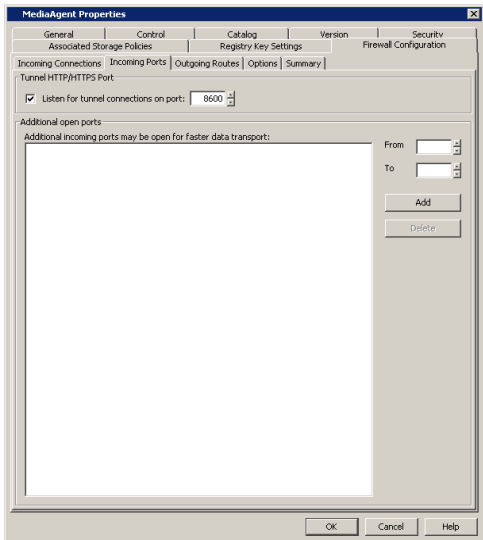 MediaAgent Properties
General Control Catalog Version Security
Associated Storage Policies Registry Key Settings Firewall Configuration
Incoming Connections Incoming Ports Outgoing Routes Options Summary
Tunnel HTTP/HTTPS Port
Listen for tunnel connections on port: 8600
Additional open ports
Additional incoming ports may be open for faster data transport:
From
To
Add
Delete
OK Cancel Help